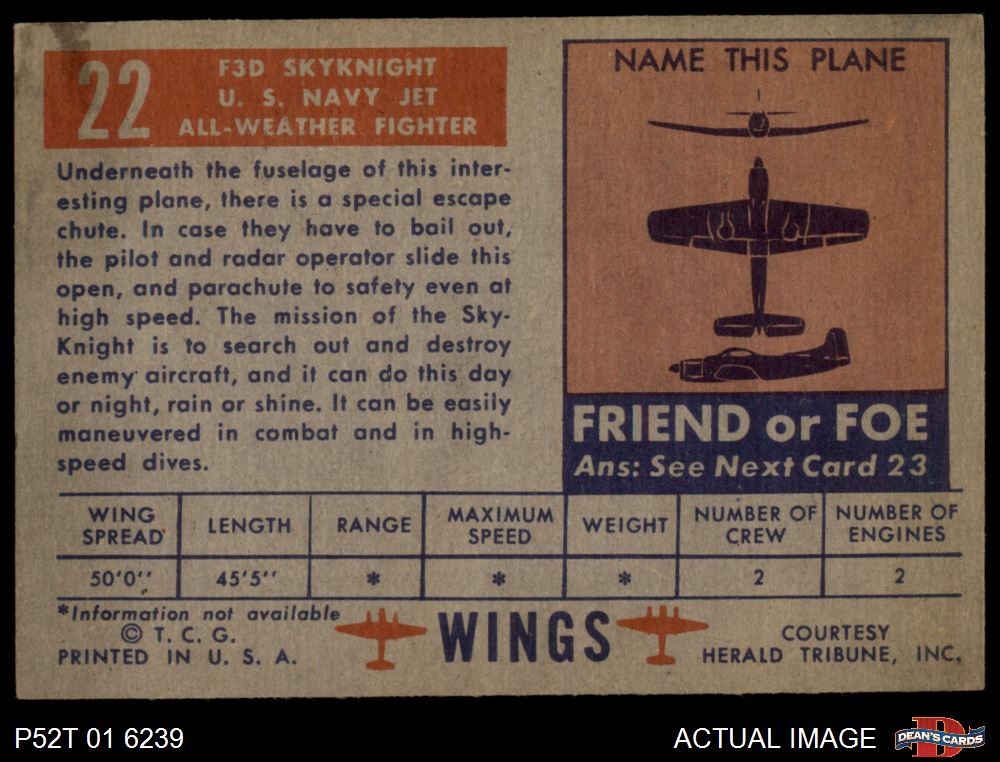 22
F3D SKYKNIGHT
U. S. NAVY JET
ALL-WEATHER FIGHTER
Underneath the fuselage of this inter-
esting plane, there is a special escape
chute. In case they have to bail out,
the pilot and radar operator slide this
open, and parachute to safety even at
high speed. The mission of the Sky-
Knight is to search out and destroy
enemy aircraft, and it can do this day
or night, rain or shine. It can be easily
maneuvered in combat and in high-
speed dives.
NAME THIS PLANE
FRIEND or FOE
Ans: See Next Card 23
WING SPREAD LENGTH RANGE MAXIMUM SPEED WEIGHT NUMBER OF CREW NUMBER OF ENGINES
50'0'' 45'5'' * * * 2 2
*Information not available
© T. C. G.
PRINTED IN U. S. A.
WINGS
COURTESY
HERALD TRIBUNE, INC.
P52T 01 6239
ACTUAL IMAGE
D
DEAN'S CARDS